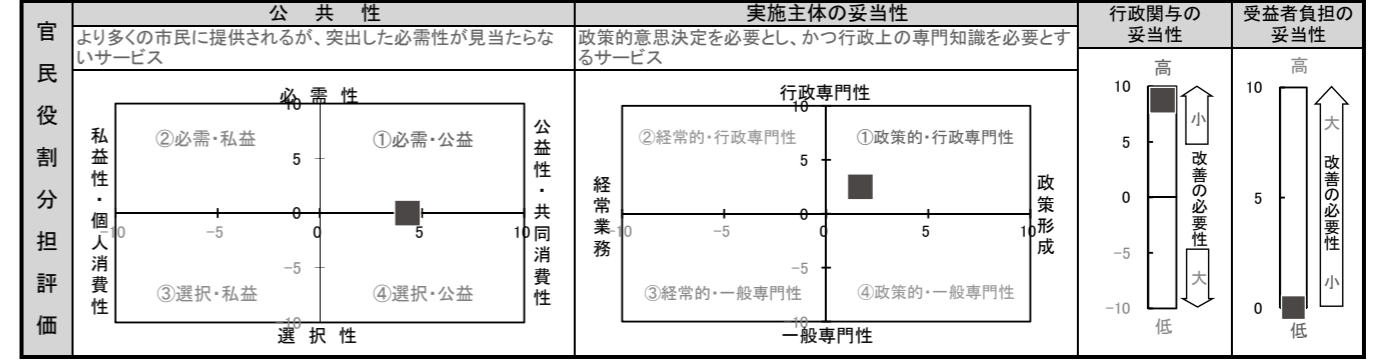 官民役割分担評価
公 共 性
より多くの市民に提供されるが、突出した必需性が見当たらな
いサービス
必 需 性
10
②必需・私益
①必需・公益
5
私益性・個人消費性
公益性・共同消費性
0
-10
-5
0
5
10
-5
③選択・私益
④選択・公益
-10
選 択 性
実施主体の妥当性
政策的意思決定を必要とし、かつ行政上の専門知識を必要とす
るサービス
行政専門性
10
②経常的・行政専門性
①政策的・行政専門性
5
経常業務
政策形成
0
-10
-5
0
5
10
-5
③経常的・一般専門性
④政策的・一般専門性
-10
一般専門性
行政関与の
妥当性
高
10
5
0
-5
-10
小
改善の必要性
大
低
受益者負担の
妥当性
高
10
5
0
大
改善の必要性
小
低